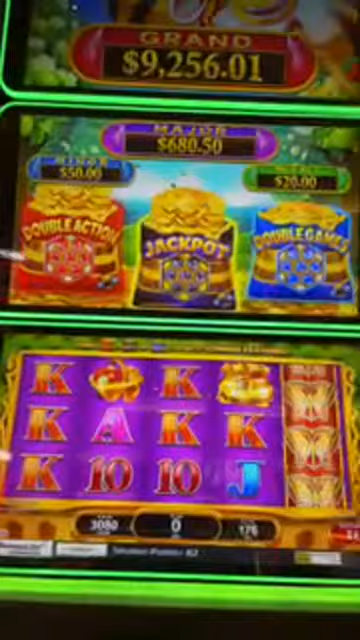 GRAND
$9,256.01
MAJOR
$680.50
$50.00
$20.00
DOUBLE ACTION
JACKPOT
DOUBLE GAMES
K K
K A K K
K 10 10 J
3080 0 176